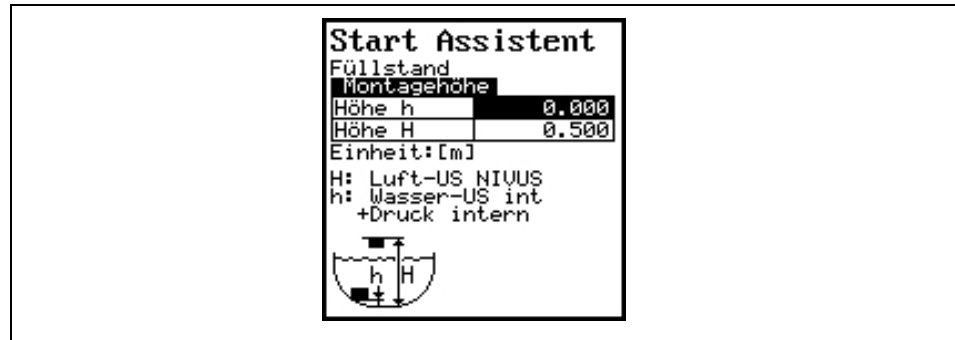 Start Assistent
Füllstand
Montagehöhe
Höhe h 0.000
Höhe H 0.500
Einheit:[m]
H: Luft-US NIVUS
h: Wasser-US int
+Druck intern
h H